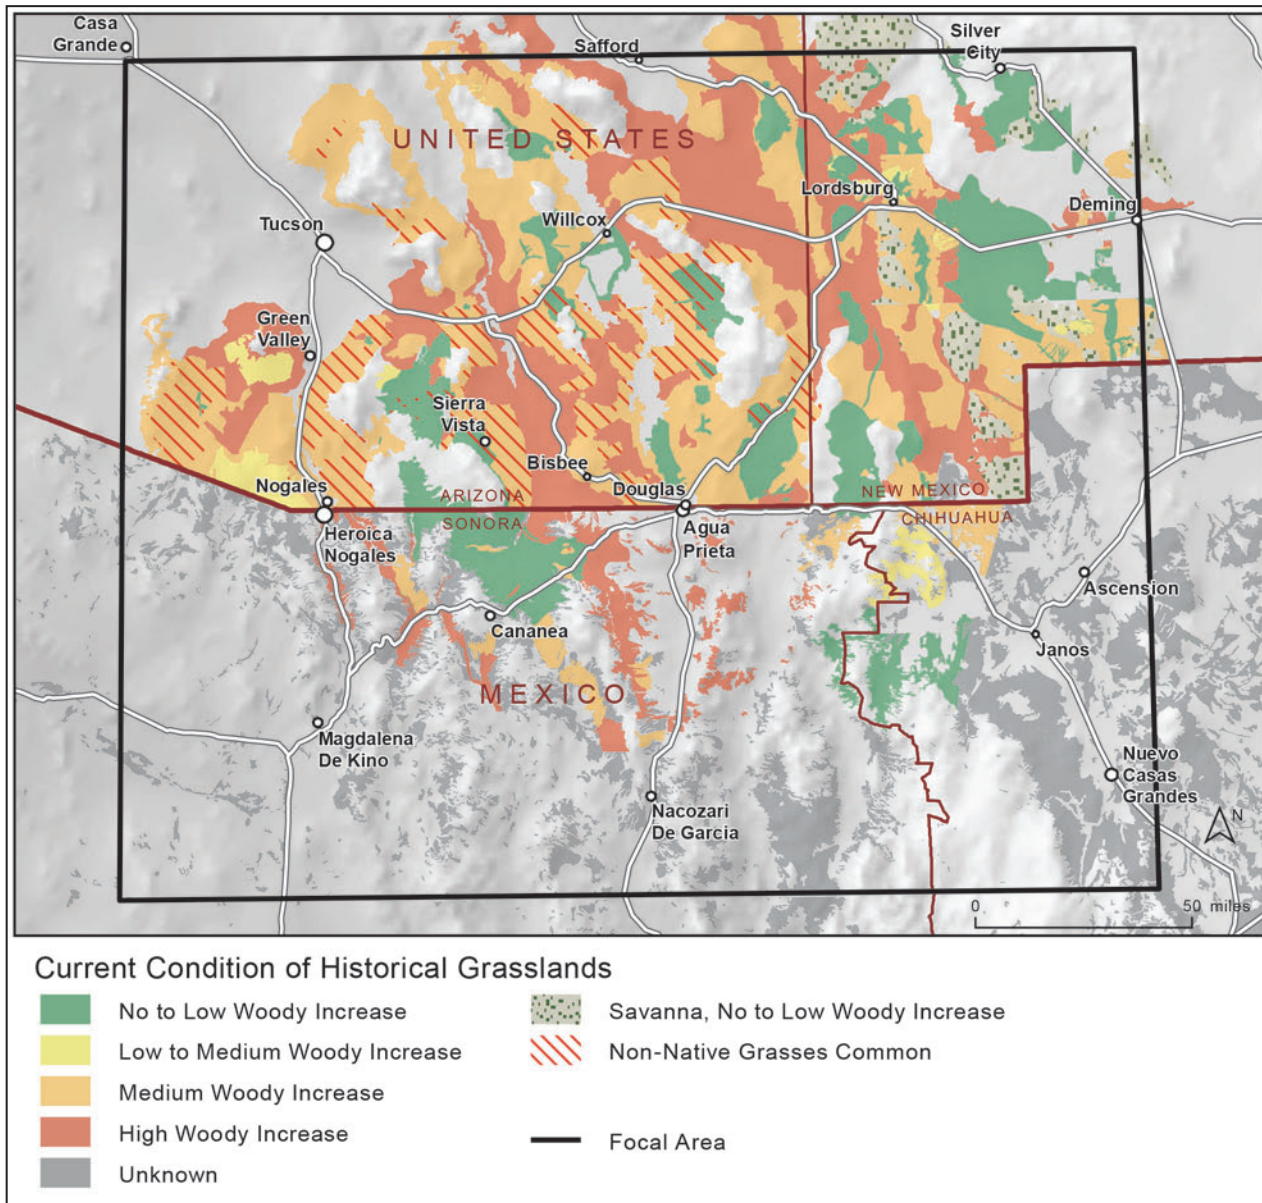 Casa
Grande
Safford
Silver
City
UNITED STATES
Lordsburg
Deming
Willcox
Tucson
Green
Valley
Sierra
Vista
Bisbee
Nogales
Douglas
ARIZONA
NEW MEXICO
SONORA
CHIHUAHUA
Heroica
Nogales
Agua
Prieta
Ascension
Cananea
Janos
MEXICO
Magdalena
De Kino
Nuevo
Casas
Grandes
Nacozari
De Garcia
N
0 50 miles
Current Condition of Historical Grasslands
No to Low Woody Increase
Low to Medium Woody Increase
Medium Woody Increase
High Woody Increase
Unknown
Savanna, No to Low Woody Increase
Non-Native Grasses Common
Focal Area